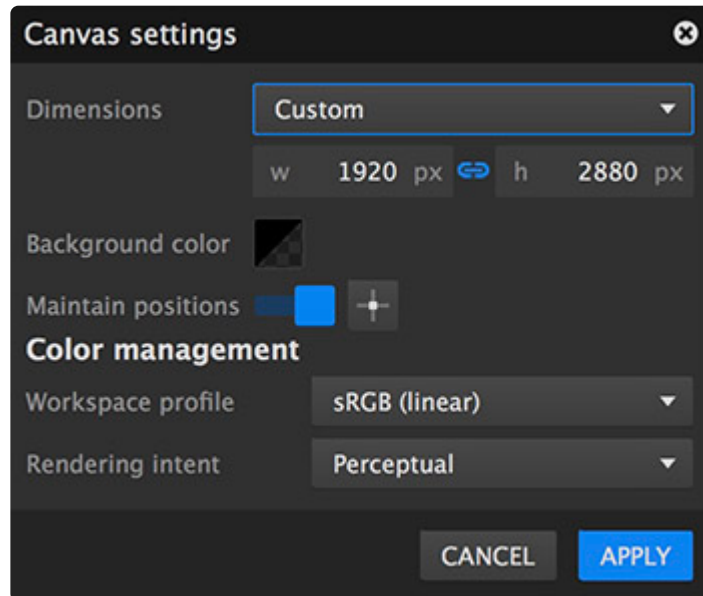 Canvas settings
Dimensions Custom
w 1920 px h 2880 px
Background color
Maintain positions
Color management
Workspace profile sRGB (linear)
Rendering intent Perceptual
CANCEL APPLY